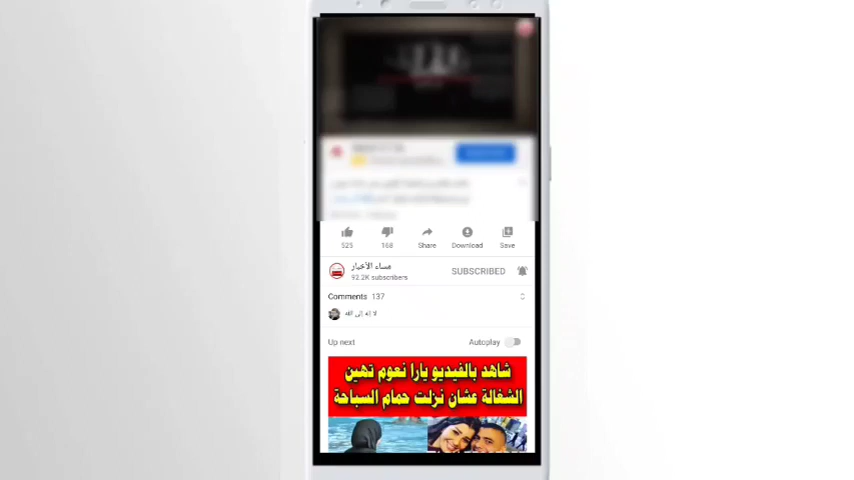 525
168
Share
Download
Save
مساء الأخبار
92.2K subscribers
SUBSCRIBED
Comments 137
لا إله إلى الله
Up next
Autoplay
شاهد بالفيديو يارا نعوم تهين
الشغالة عشان نزلت حمام السباحة